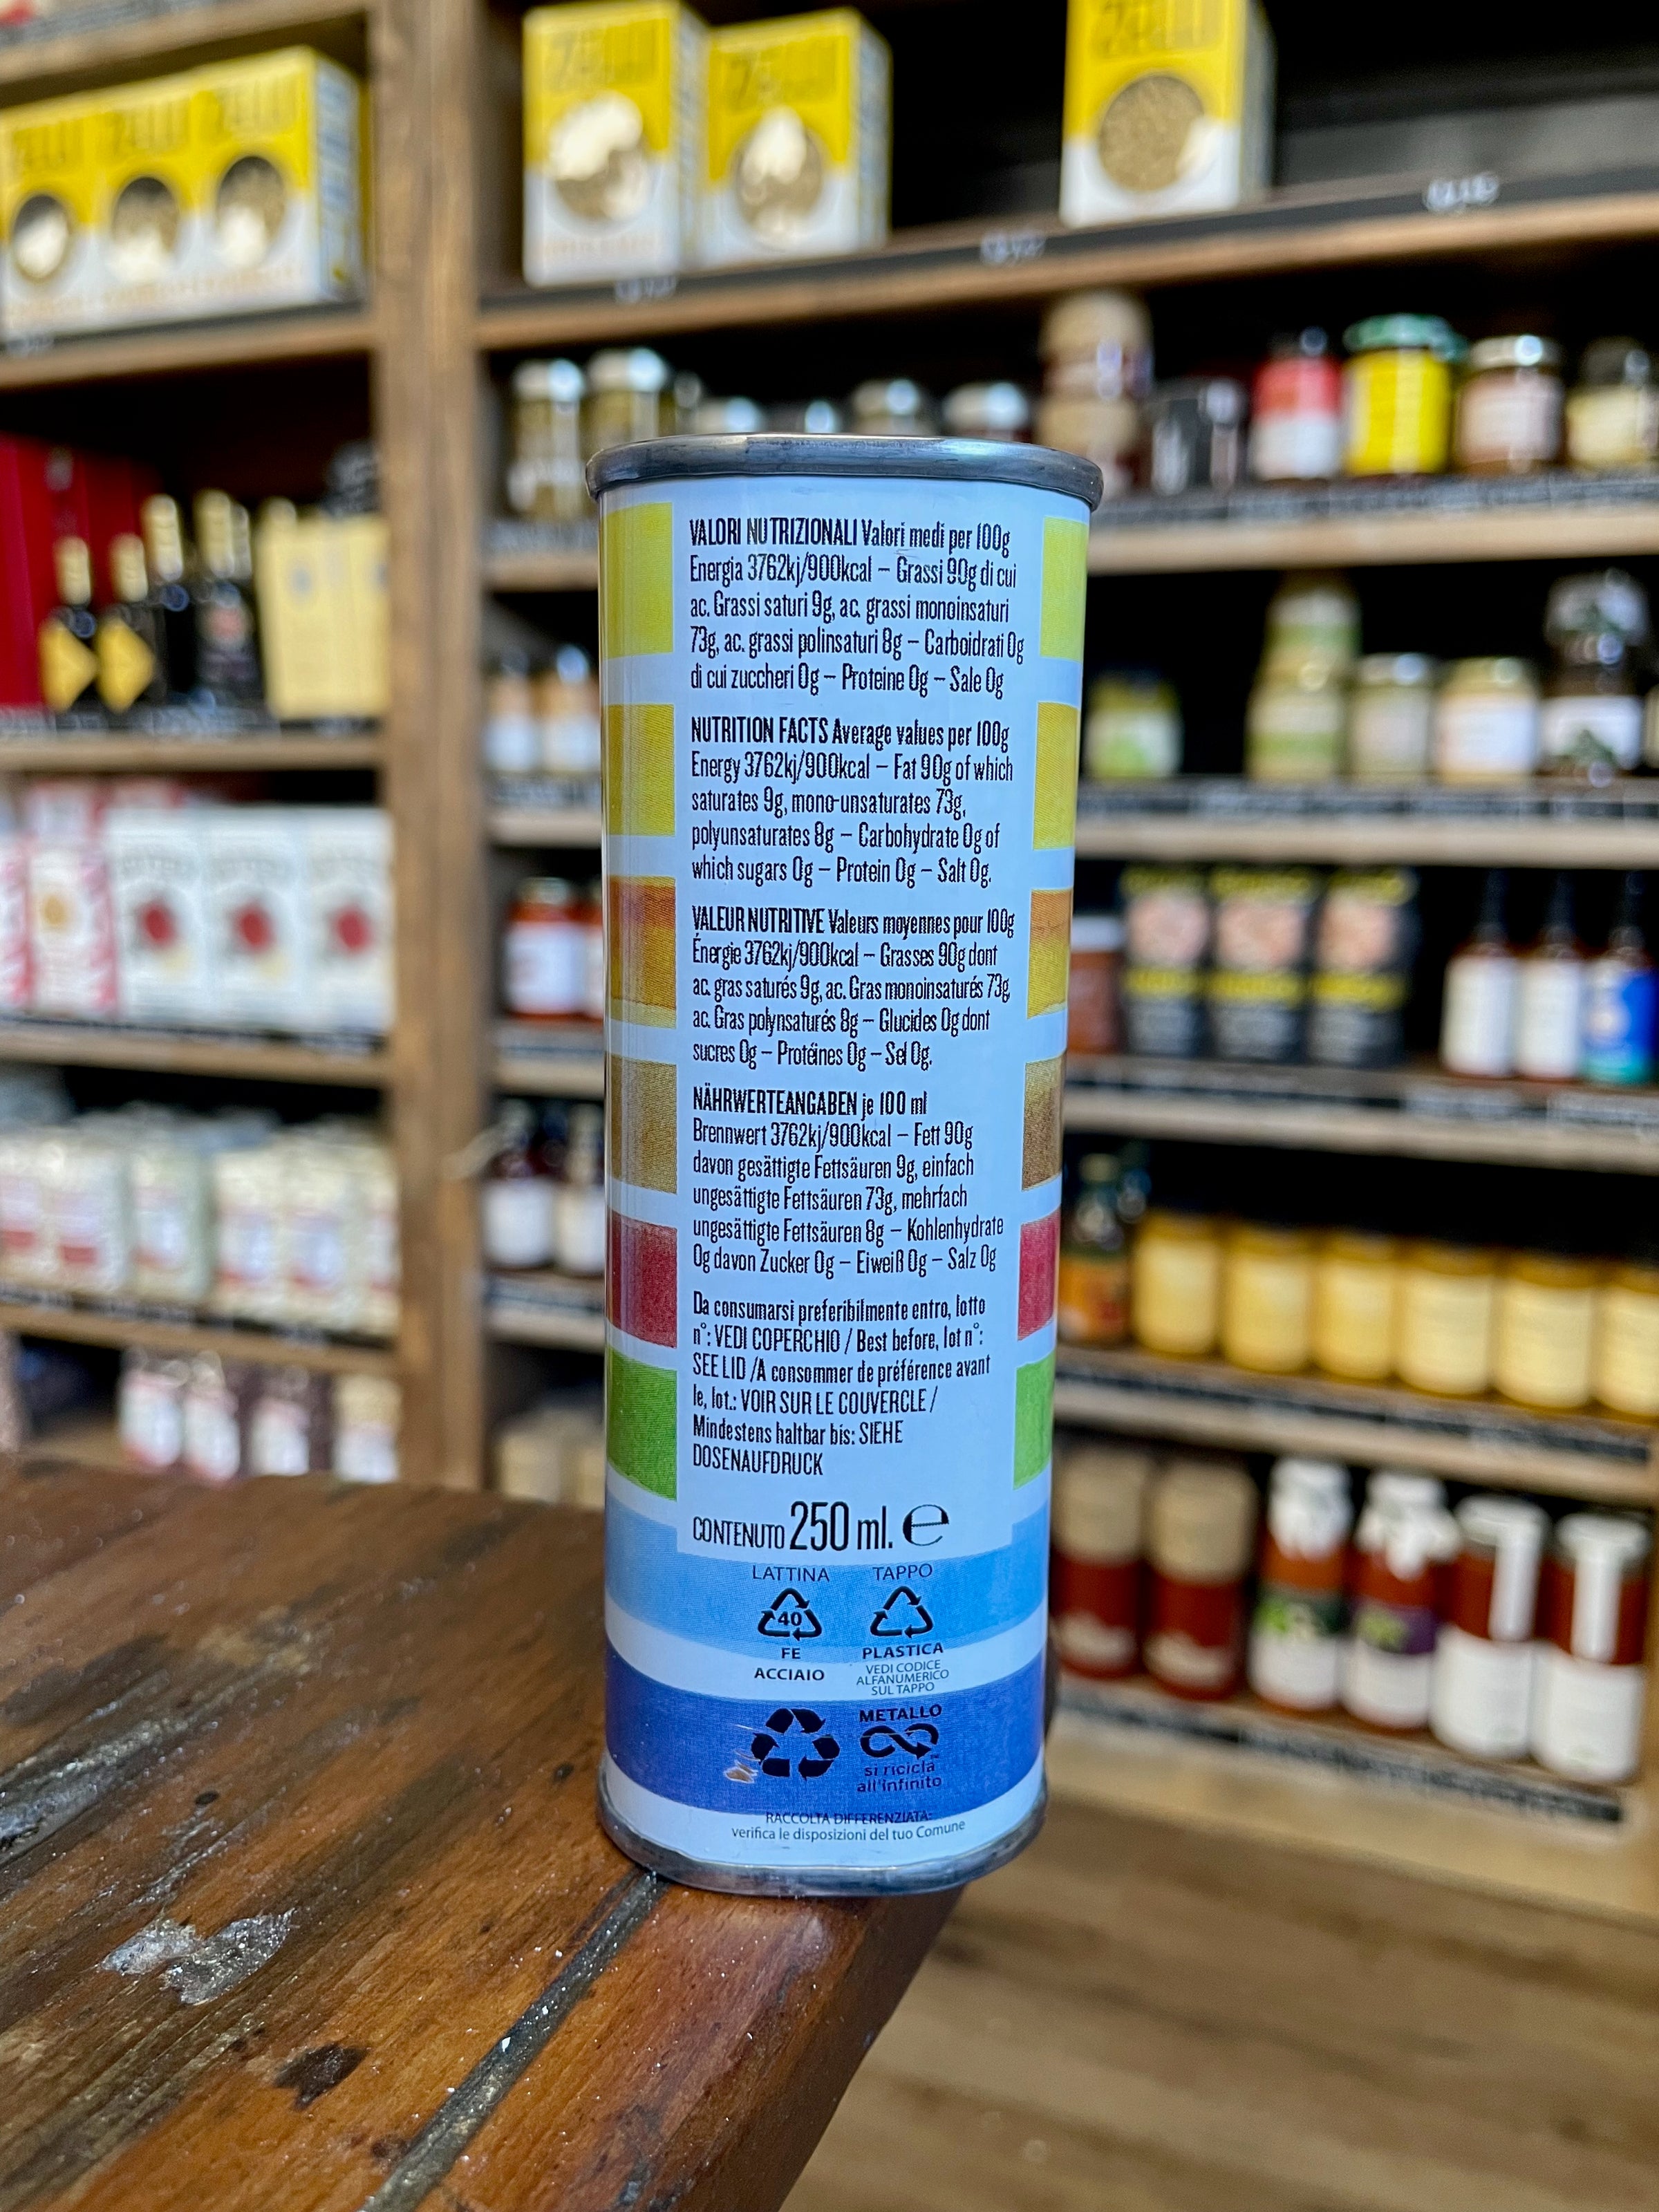 VALORI NUTRIZIONALI Valori medi per 100g
Energia 3762kj/900kcal – Grassi 90g di cui
ac. Grassi saturi 9g, ac. grassi monoinsaturi
73g, ac. grassi polinsaturi 8g – Carboidrati 0g
di cui zuccheri 0g – Proteine 0g – Sale 0g
NUTRITION FACTS Average values per 100g
Energy 3762kj/900kcal – Fat 90g of which
saturates 9g, mono-unsaturates 73g,
polyunsaturates 8g – Carbohydrate 0g of
which sugars 0g – Protein 0g – Salt 0g.
VALEUR NUTRITIVE Valeurs moyennes pour 100g
Énergie 3762kj/900kcal – Grasses 90g dont
ac. gras saturés 9g, ac. Gras monoinsaturés 73g,
ac. Gras polynsaturés 8g – Glucides 0g dont
sucres 0g – Protéines 0g – Sel 0g.
NÄHRWERTEANGABEN je 100 ml
Brennwert 3762kj/900kcal – Fett 90g
davon gesättigte Fettsäuren 9g, einfach
ungesättigte Fettsäuren 73g, mehrfach
ungesättigte Fettsäuren 8g – Kohlenhydrate
0g davon Zucker 0g – Eiweiß 0g – Salz 0g
Da consumarsi preferibilmente entro, lotto
n°: VEDI COPERCHIO / Best before, lot n°:
SEE LID /A consommer de préférence avant
le, lot.: VOIR SUR LE COUVERCLE /
Mindestens haltbar bis: SIEHE
DOSENAUFDRUCK
CONTENUTO 250 ml. ℮
LATTINA TAPPO
40
FE PLASTICA
ACCIAIO VEDI CODICE
ALFANUMERICO
SUL TAPPO
METALLO
si ricicla
all'infinito
RACCOLTA DIFFERENZIATA:
verifica le disposizioni del tuo Comune